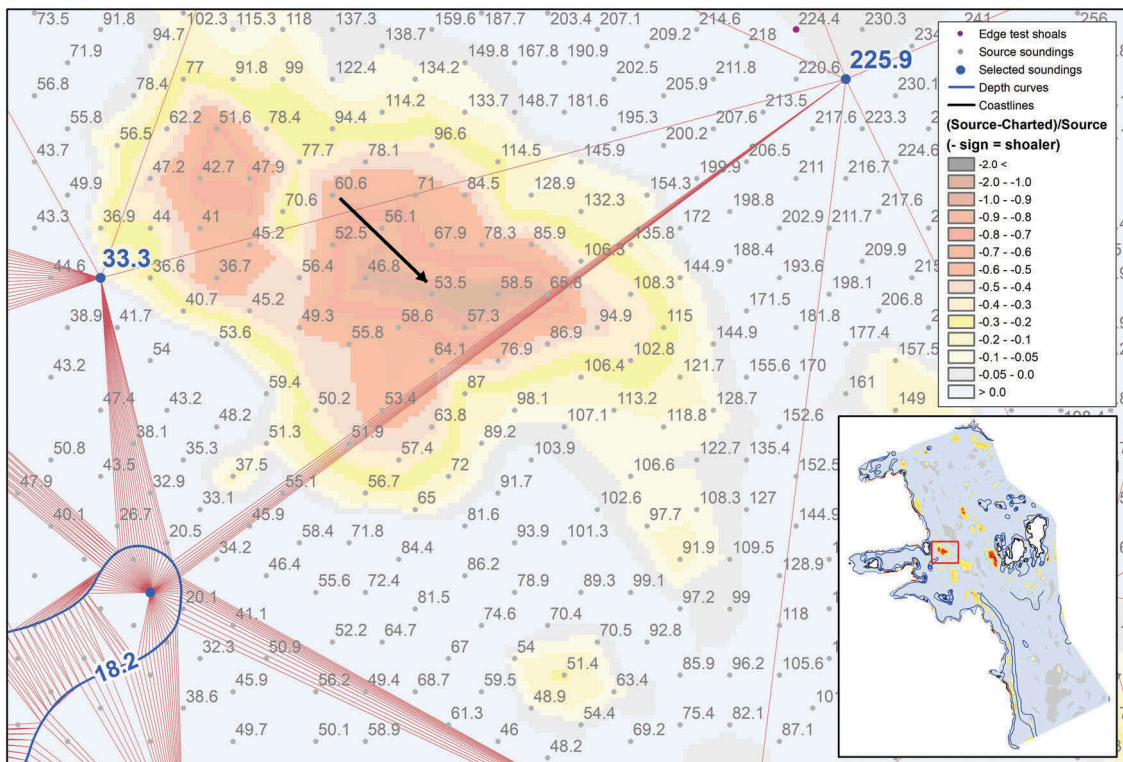 73.5 91.8 102.3 115.3 118 137.3 159.6 187.7 203.4 207.1 214.6 224.4 230.3 241 256
94.7 138.7 209.2 218
71.9 149.8 167.8 190.9
77 91.8 99 122.4 134.2 202.5 211.8 220.6 225.9
56.8 78.4 205.9 230.1
114.2 133.7 148.7 181.6 213.5
55.8 62.2 51.6 78.4 94.4 195.3 207.6 217.6 223.3
56.5 96.6 200.2
43.7 77.7 78.1 114.5 145.9 206.5 224.6
47.2 42.7 47.9 199.9 211 216.7
49.9 60.6 71 84.5 128.9 154.3
70.6 132.3 198.8 217.6
43.3 36.9 44 41 56.1 172 202.9 211.7
45.2 52.5 67.9 78.3 85.9 135.8
106.3 188.4 209.9
33.3
44.6 36.6 36.7 56.4 46.8 144.9 193.6
53.5 58.5 65.8 108.3 198.1
40.7 45.2 171.5 206.8
38.9 41.7 49.3 58.6 57.3 94.9 115 181.8
53.6 55.8 86.9 144.9 177.4
54 64.1 76.9 102.8 157.5
43.2 106.4 121.7 155.6 170
59.4 87 161
47.4 43.2 50.2 53.4 98.1 113.2 128.7 149
48.2 63.8 107.1 118.8 152.6
38.1 51.3 51.9 89.2
50.8 35.3 57.4 103.9 122.7 135.4
43.5 37.5 72 106.6 152.5
47.9 32.9 55.1 56.7 91.7
33.1 65 102.6 108.3 127
40.1 26.7 45.9 81.6 97.7 144.9
20.5 58.4 71.8 93.9 101.3
34.2 84.4 91.9 109.5
46.4 86.2 128.9
55.6 72.4 78.9 89.3 99.1
20.1 81.5 97.2 99
41.1 74.6 70.4 118
52.2 64.7 70.5 92.8
32.3 50.9 67 54
18.2 51.4 85.9 96.2 105.6
45.9 56.2 49.4 68.7 59.5 63.4
38.6 48.9
61.3 54.4 75.4 82.1
49.7 50.1 58.9 46 69.2 87.1
48.2
Edge test shoals
Source soundings
Selected soundings
Depth curves
Coastlines
(Source-Charted)/Source
(- sign = shoaler)
-2.0 <
-2.0 - -1.0
-1.0 - -0.9
-0.9 - -0.8
-0.8 - -0.7
-0.7 - -0.6
-0.6 - -0.5
-0.5 - -0.4
-0.4 - -0.3
-0.3 - -0.2
-0.2 - -0.1
-0.1 - -0.05
-0.05 - 0.0
> 0.0